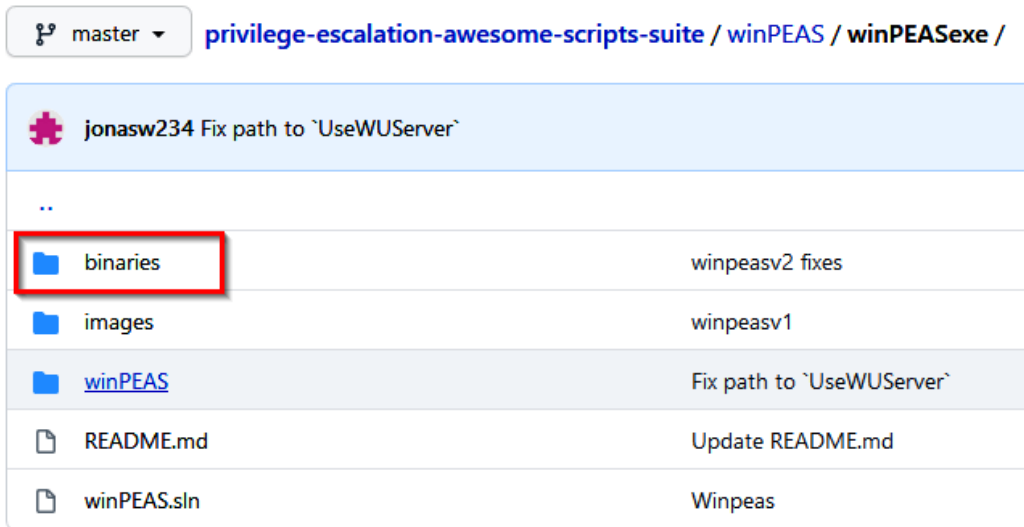 master privilege-escalation-awesome-scripts-suite / winPEAS / winPEASexe /
jonasw234 Fix path to `UseWUServer`
..
binaries winpeasv2 fixes
images winpeasv1
winPEAS Fix path to `UseWUServer`
README.md Update README.md
winPEAS.sln Winpeas